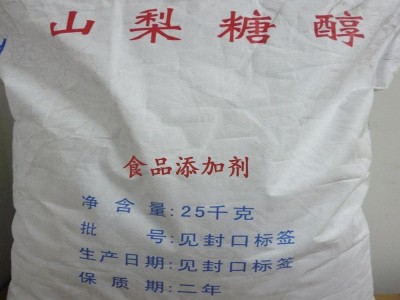 山梨糖醇
食品添加剂
净含量:25千克
批号:见封口标签
生产日期:见封口标签
保质期:二年